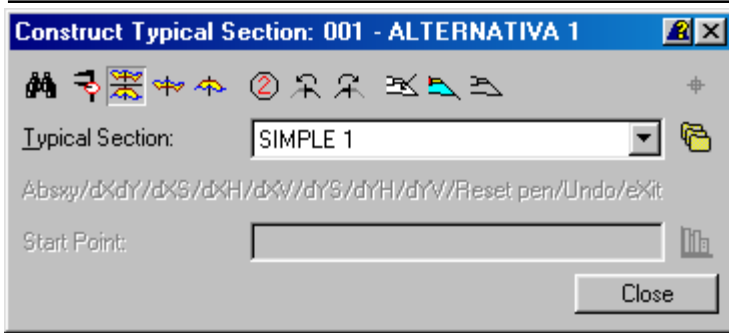 Construct Typical Section: 001 - ALTERNATIVA 1
2
Typical Section: SIMPLE 1
Absxy/dXdY/dXS/dXH/dXV/dYS/dYH/dYV/Reset pen/Undo/eXit
Start Point:
Close